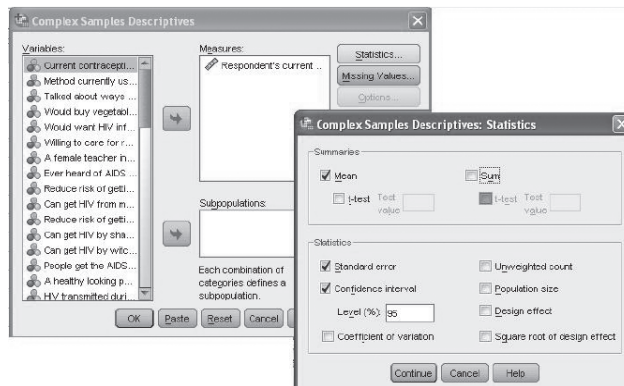 Complex Samples Descriptives
Variables:
Current contracepti...
Method currently us...
Talked about ways ...
Would buy vegetabl...
Would want HIV inf...
Willing to care for r...
A female teacher in...
Ever heard of AIDS
Reduce risk of getti...
Can get HIV from m...
Reduce risk of getti...
Can get HIV by sha...
Can get HIV by witc...
People get the AIDS...
A healthy looking p...
HIV transmitted duri...
Measures:
Respondent's current ...
Subpopulations:
Each combination of
categories defines a
subpopulation.
Statistics...
Missing Values...
Options...
OK Paste Reset Cancel
Complex Samples Descriptives: Statistics
Summaries
Mean
Sum
t-test Test value
t-test Test value
Statistics
Standard error
Unweighted count
Confidence interval
Population size
Level (%): 95
Design effect
Coefficient of variation
Square root of design effect
Continue Cancel Help